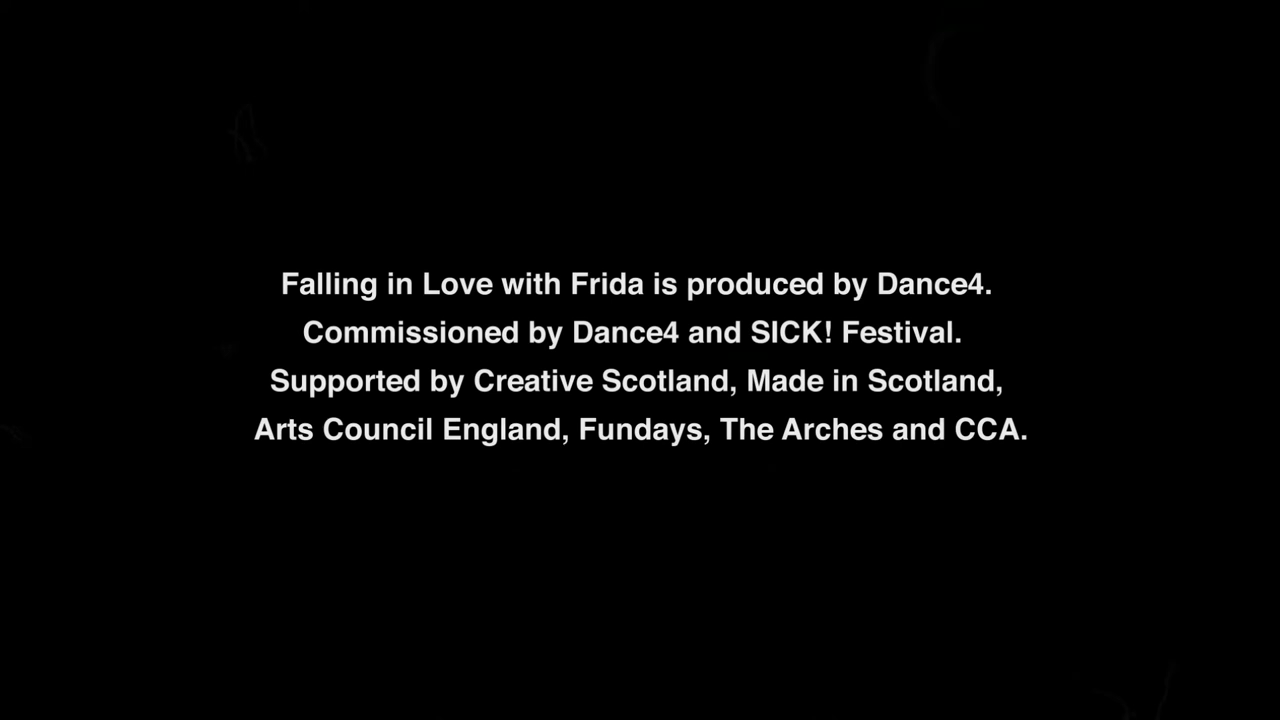 Falling in Love with Frida is produced by Dance4.
Commissioned by Dance4 and SICK! Festival.
Supported by Creative Scotland, Made in Scotland,
Arts Council England, Fundays, The Arches and CCA.